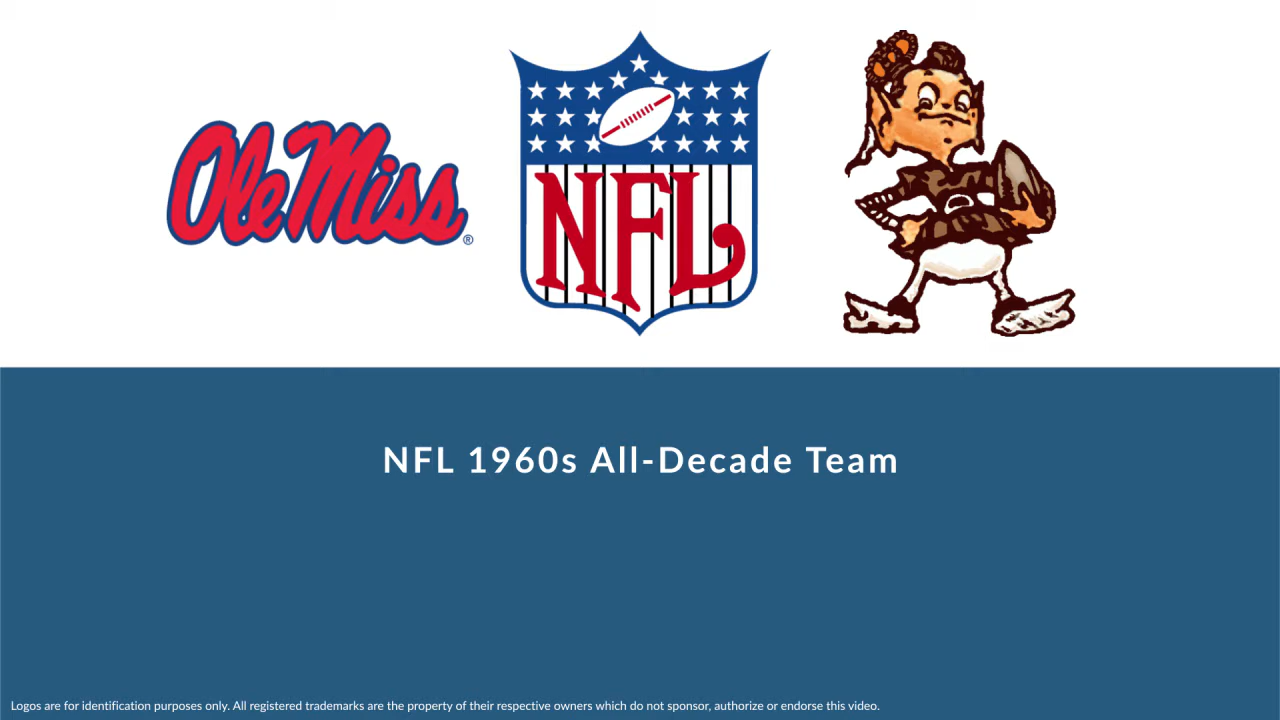 Ole Miss®
NFL
NFL 1960s All-Decade Team
Logos are for identification purposes only. All registered trademarks are the property of their respective owners which do not sponsor, authorize or endorse this video.